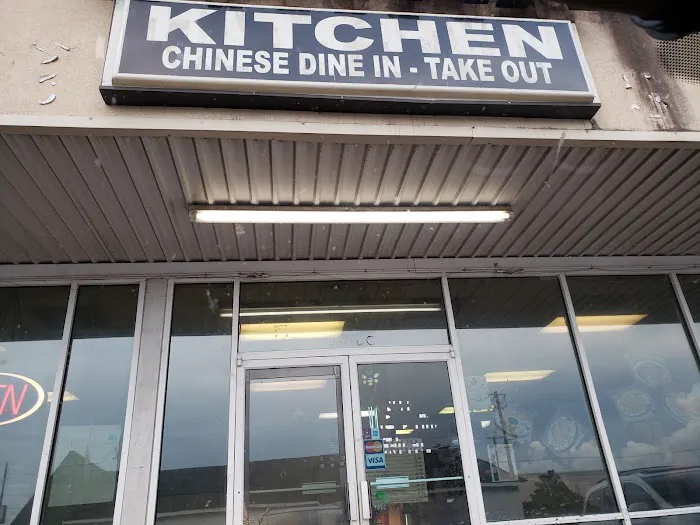 KITCHEN
CHINESE DINE IN - TAKE OUT
VISA